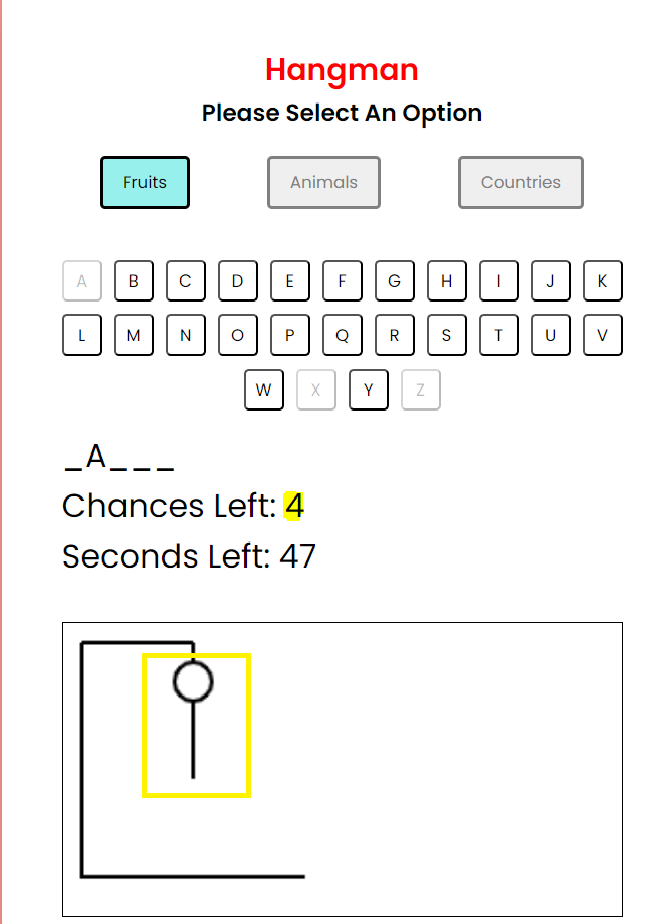 Hangman
Please Select An Option
Fruits Animals Countries
A B C D E F G H I J K
L M N O P Q R S T U V
W X Y Z
_A___
Chances Left: 4
Seconds Left: 47